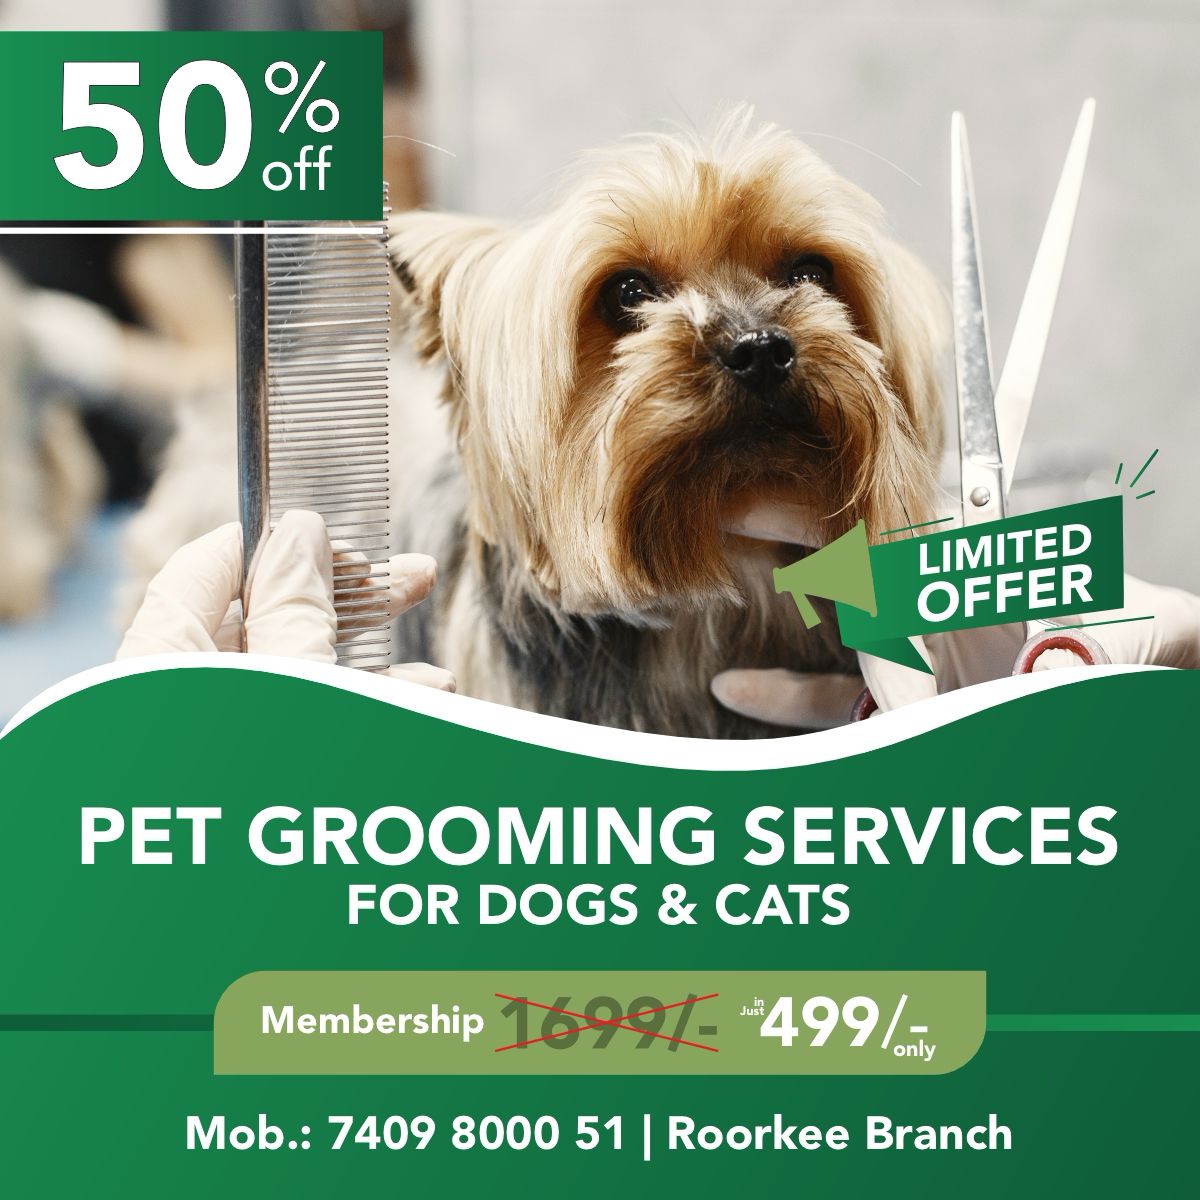 50% off
LIMITED
OFFER
PET GROOMING SERVICES
FOR DOGS & CATS
Membership 1699/- in Just 499/- only
Mob.: 7409 8000 51 | Roorkee Branch